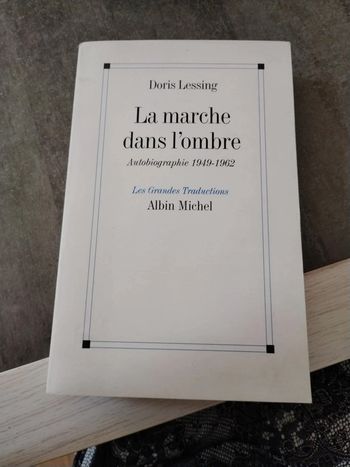 Doris Lessing
La marche
dans l'ombre
Autobiographie 1949-1962
Les Grandes Traductions
Albin Michel